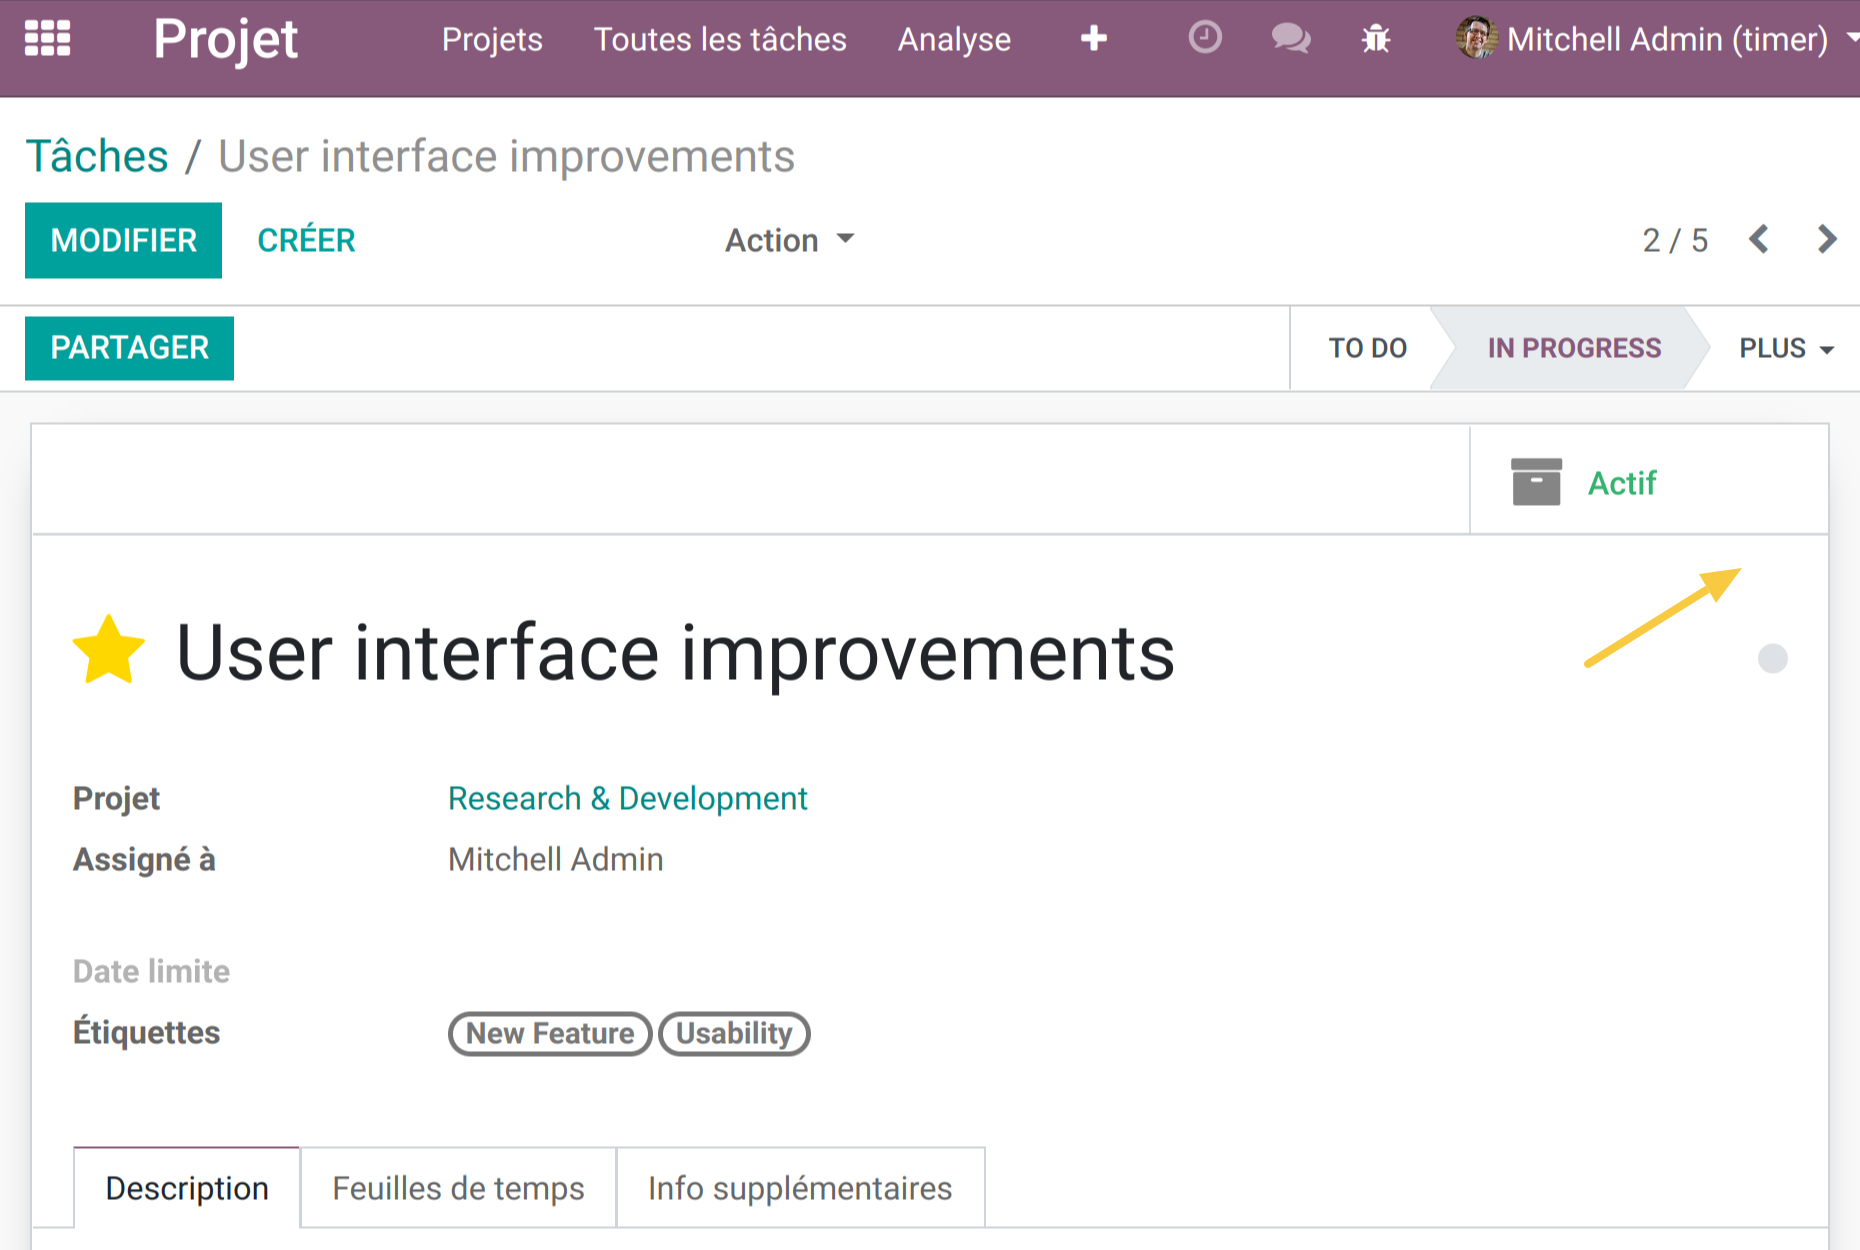 Projet Projets Toutes les tâches Analyse Mitchell Admin (timer)
Tâches / User interface improvements
MODIFIER CRÉER Action 2 / 5
PARTAGER TO DO IN PROGRESS PLUS
Actif
User interface improvements
Projet Research & Development
Assigné à Mitchell Admin
Date limite
Étiquettes New Feature Usability
Description Feuilles de temps Info supplémentaires